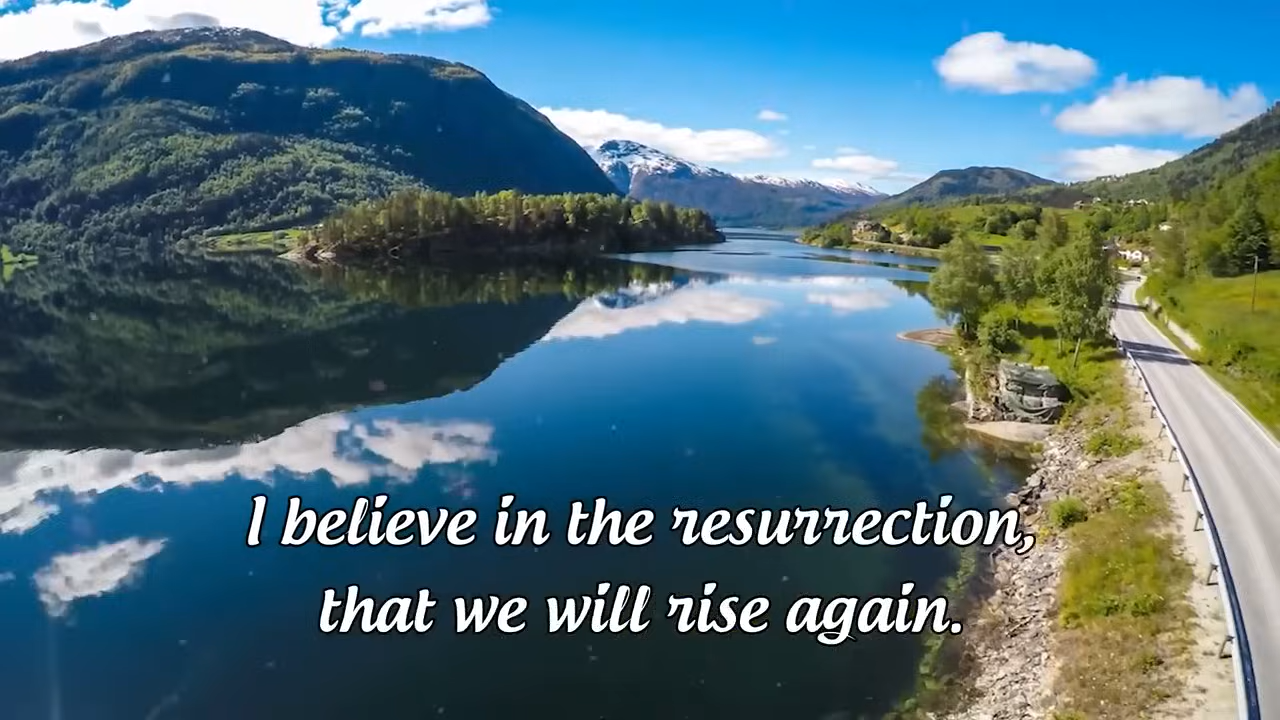 I believe in the resurrection,
that we will rise again.